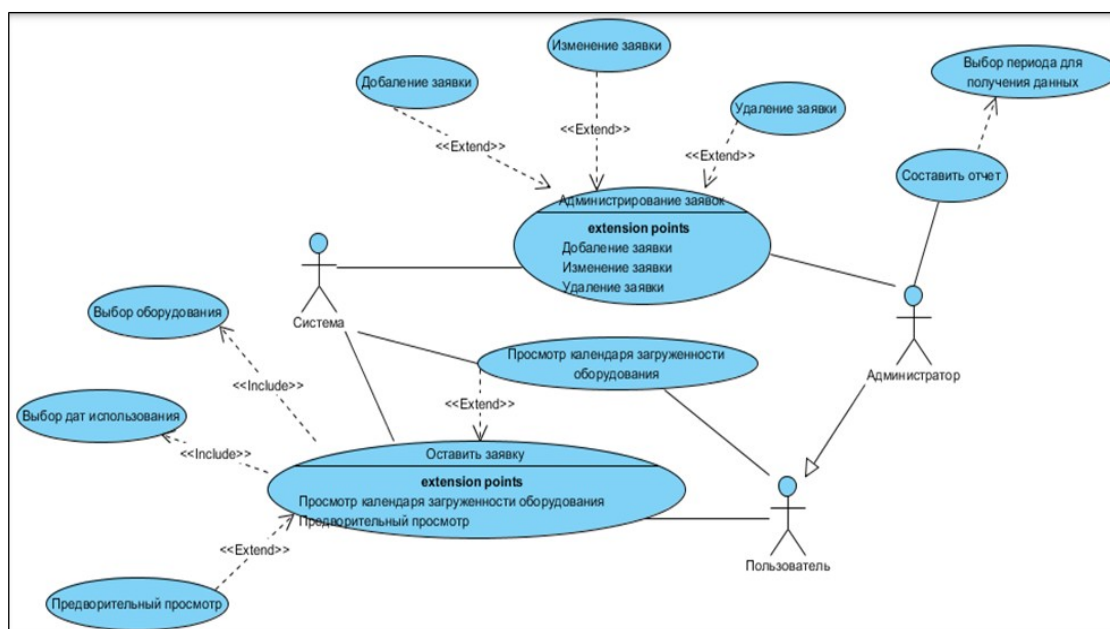 Изменение заявки
Добаление заявки
Выбор периода для
получения данных
Удаление заявки
<<Extend>>
<<Extend>>
<<Extend>>
Составить отчет
Администрирование заявок
extension points
Добаление заявки
Изменение заявки
Удаление заявки
Система
Выбор оборудования
Просмотр календаря загруженности
оборудования
Администратор
<<Include>>
<<Extend>>
Выбор дат использования
<<Include>>
Оставить заявку
extension points
Просмотр календаря загруженности оборудования
Предворительный просмотр
<<Extend>>
Пользователь
Предворительный просмотр